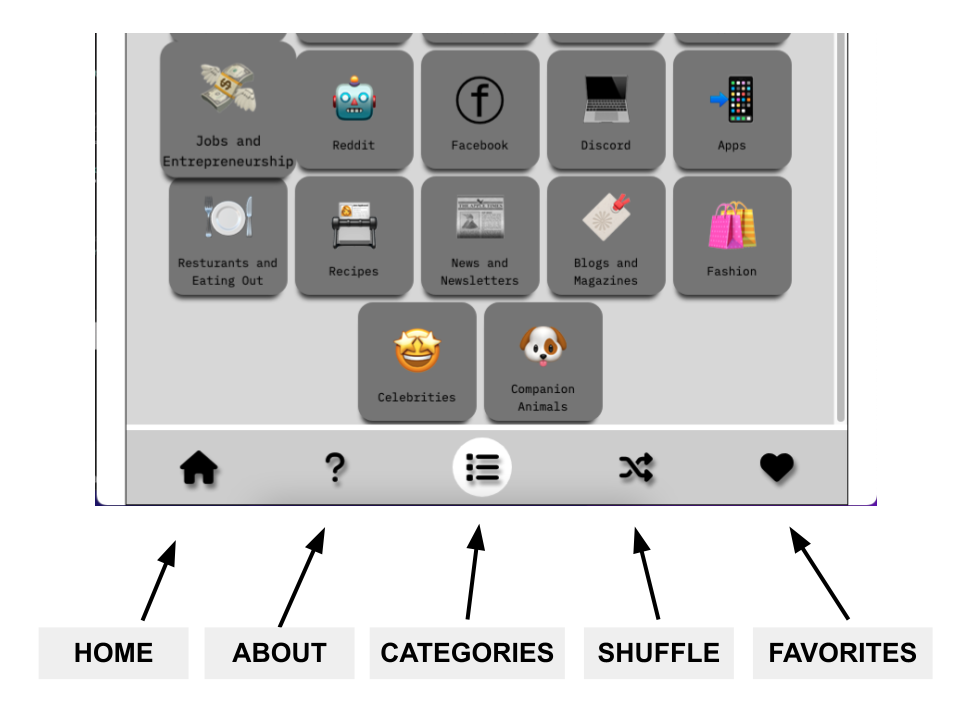 Jobs and
Entrepreneurship
Reddit
Facebook
Discord
Apps
Resturants and
Eating Out
Recipes
News and
Newsletters
Blogs and
Magazines
Fashion
Celebrities
Companion
Animals
HOME
ABOUT
CATEGORIES
SHUFFLE
FAVORITES